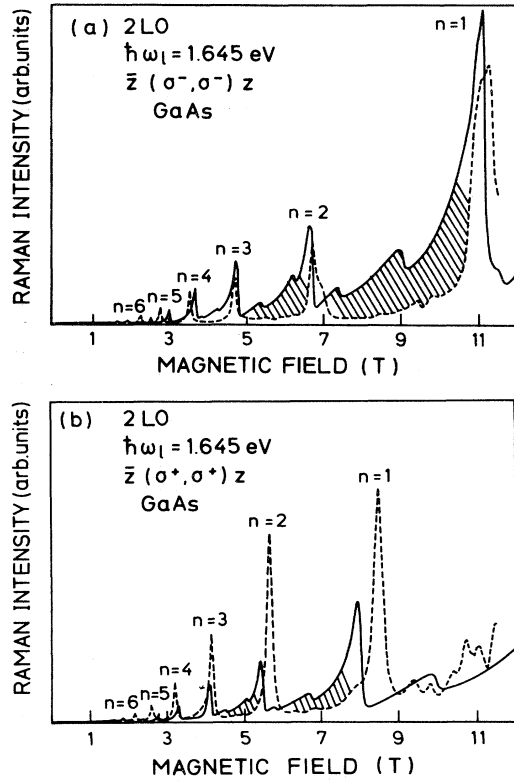 (a) 2LO
ħω₁ = 1.645 eV
z̄ (σ⁻, σ⁻) z
GaAs
n=1
n=2
n=3
n=4
n=5
n=6
RAMAN INTENSITY (arb.units)
1 3 5 7 9 11
MAGNETIC FIELD (T)
(b) 2LO
ħω₁ = 1.645 eV
z̄ (σ⁺, σ⁺) z
GaAs
n=1
n=2
n=3
n=4
n=5
n=6
RAMAN INTENSITY (arb.units)
1 3 5 7 9 11
MAGNETIC FIELD (T)